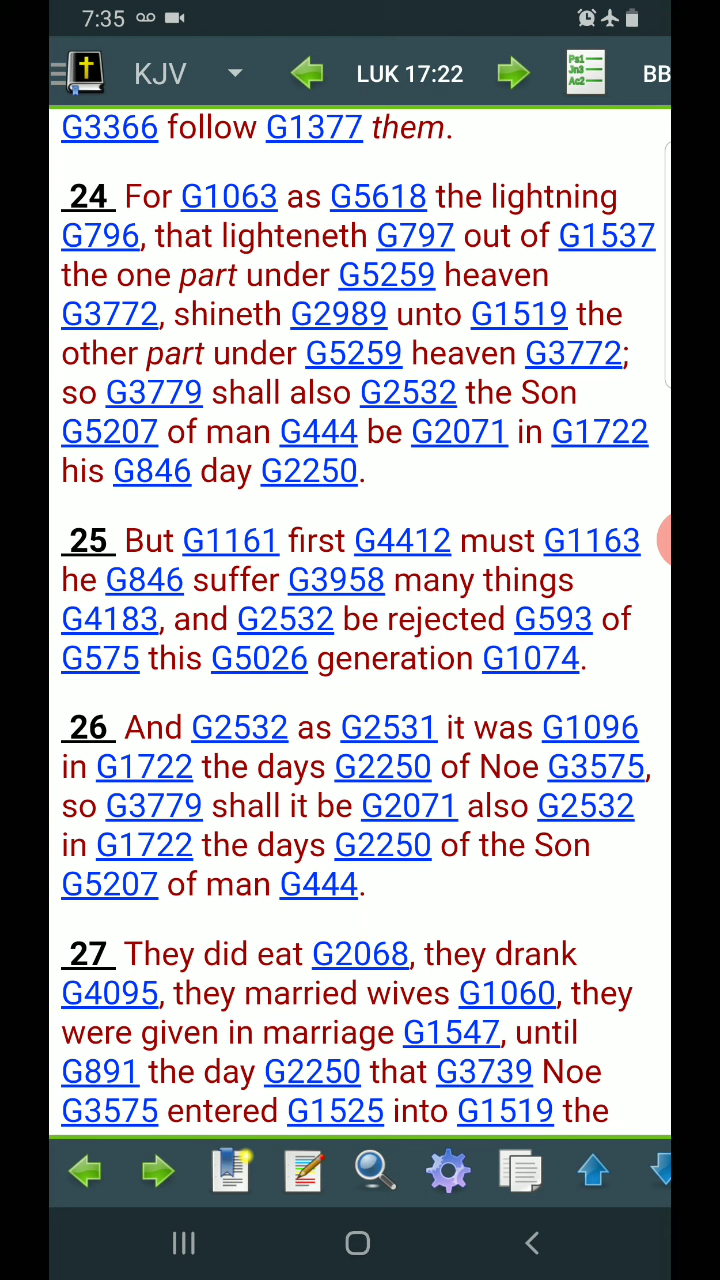 7:35
KJV
LUK 17:22
Ps1
Jn3
Ac2
BB
G3366 follow G1377 them.
24 For G1063 as G5618 the lightning
G796, that lighteneth G797 out of G1537
the one part under G5259 heaven
G3772, shineth G2989 unto G1519 the
other part under G5259 heaven G3772;
so G3779 shall also G2532 the Son
G5207 of man G444 be G2071 in G1722
his G846 day G2250.
25 But G1161 first G4412 must G1163
he G846 suffer G3958 many things
G4183, and G2532 be rejected G593 of
G575 this G5026 generation G1074.
26 And G2532 as G2531 it was G1096
in G1722 the days G2250 of Noe G3575,
so G3779 shall it be G2071 also G2532
in G1722 the days G2250 of the Son
G5207 of man G444.
27 They did eat G2068, they drank
G4095, they married wives G1060, they
were given in marriage G1547, until
G891 the day G2250 that G3739 Noe
G3575 entered G1525 into G1519 the